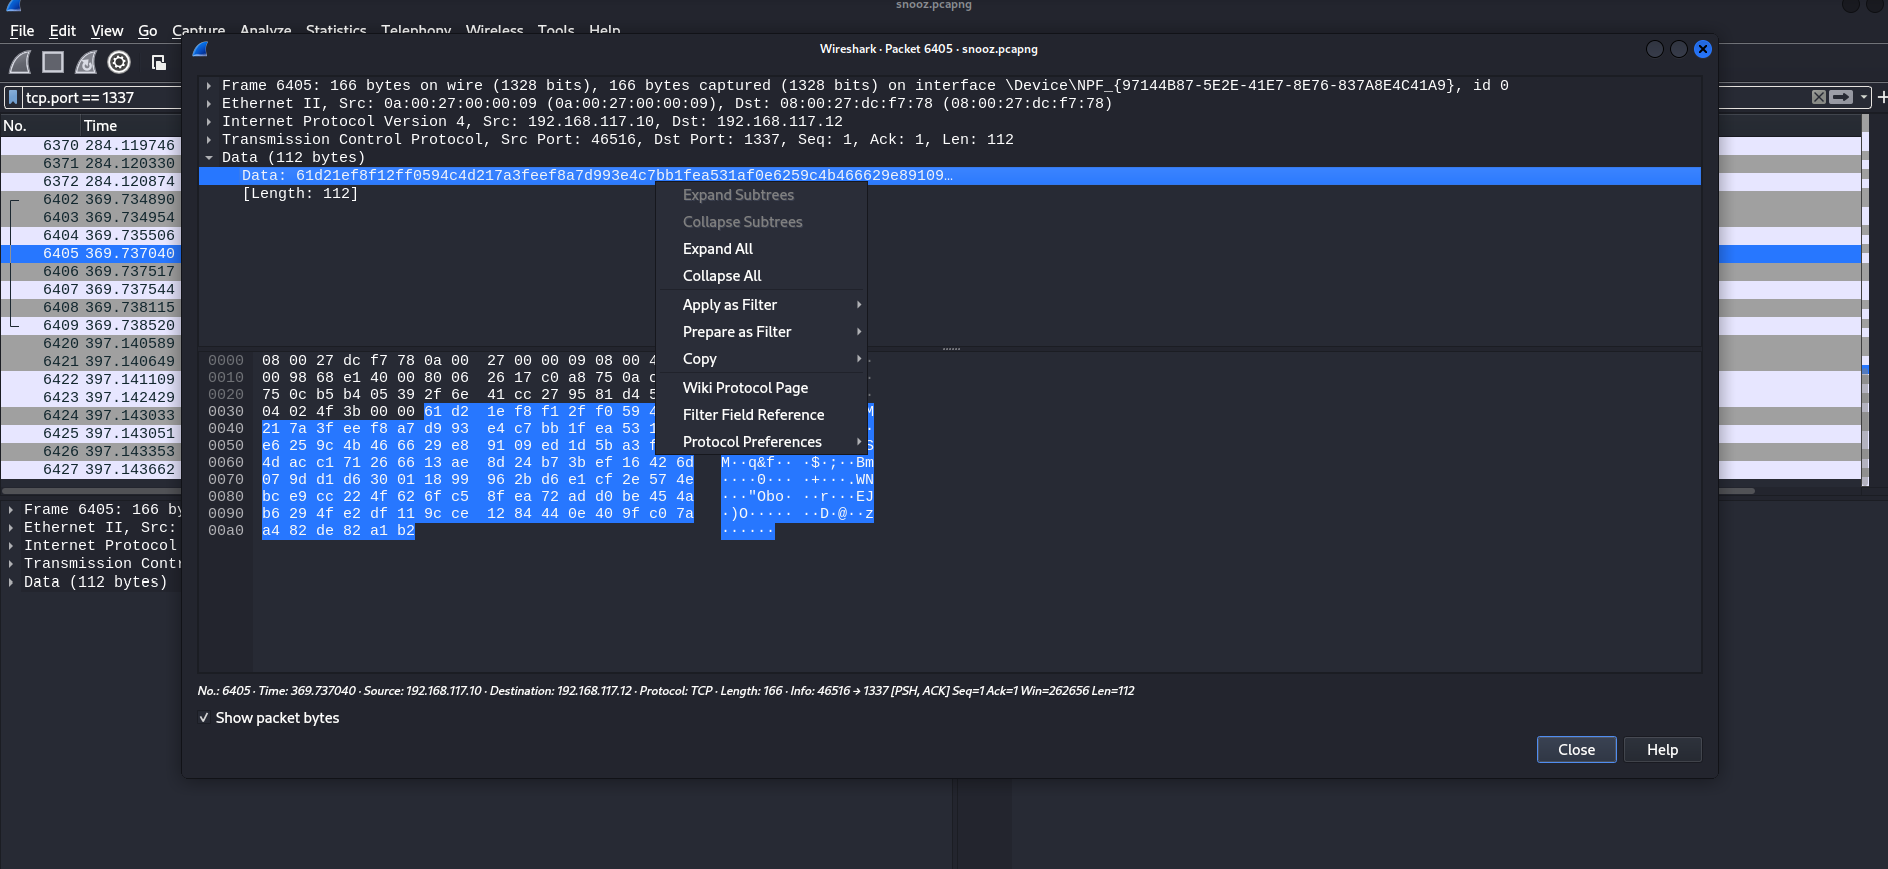 snooz.pcapng
File Edit View Go Capture Analyze Statistics Telephony Wireless Tools Help
Wireshark · Packet 6405 · snooz.pcapng
tcp.port == 1337
No. Time
6370 284.119746
6371 284.120330
6372 284.120874
6402 369.734890
6403 369.734954
6404 369.735506
6405 369.737040
6406 369.737517
6407 369.737544
6408 369.738115
6409 369.738520
6420 397.140589
6421 397.140649
6422 397.141109
6423 397.142429
6424 397.143033
6425 397.143051
6426 397.143353
6427 397.143662
Frame 6405: 166 b
Ethernet II, Src:
Internet Protocol
Transmission Contr
Data (112 bytes)
Frame 6405: 166 bytes on wire (1328 bits), 166 bytes captured (1328 bits) on interface \Device\NPF_{97144B87-5E2E-41E7-8E76-837A8E4C41A9}, id 0
Ethernet II, Src: 0a:00:27:00:00:09 (0a:00:27:00:00:09), Dst: 08:00:27:dc:f7:78 (08:00:27:dc:f7:78)
Internet Protocol Version 4, Src: 192.168.117.10, Dst: 192.168.117.12
Transmission Control Protocol, Src Port: 46516, Dst Port: 1337, Seq: 1, Ack: 1, Len: 112
Data (112 bytes)
Data: 61d21ef8f12ff0594c4d217a3feef8a7d993e4c7bb1fea531af0e6259c4b466629e89109…
[Length: 112]
Expand Subtrees
Collapse Subtrees
Expand All
Collapse All
Apply as Filter
Prepare as Filter
Copy
Wiki Protocol Page
Filter Field Reference
Protocol Preferences
0000 08 00 27 dc f7 78 0a 00 27 00 00 09 08 00 4
0010 00 98 68 e1 40 00 80 06 26 17 c0 a8 75 0a c
0020 75 0c b5 b4 05 39 2f 6e 41 cc 27 95 81 d4 5
0030 04 02 4f 3b 00 00 61 d2 1e f8 f1 2f f0 59 4 M
0040 21 7a 3f ee f8 a7 d9 93 e4 c7 bb 1f ea 53 1 ·
0050 e6 25 9c 4b 46 66 29 e8 91 09 ed 1d 5b a3 f S
0060 4d ac c1 71 26 66 13 ae 8d 24 b7 3b ef 16 42 6d M··q&f·· ·$·;··Bm
0070 07 9d d1 d6 30 01 18 99 96 2b d6 e1 cf 2e 57 4e ····0··· ·+···.WN
0080 bc e9 cc 22 4f 62 6f c5 8f ea 72 ad d0 be 45 4a ···"Obo· ··r···EJ
0090 b6 29 4f e2 df 11 9c ce 12 84 44 0e 40 9f c0 7a ·)O····· ··D·@··z
00a0 a4 82 de 82 a1 b2 ······
No.: 6405 · Time: 369.737040 · Source: 192.168.117.10 · Destination: 192.168.117.12 · Protocol: TCP · Length: 166 · Info: 46516 → 1337 [PSH, ACK] Seq=1 Ack=1 Win=262656 Len=112
Show packet bytes
Close Help